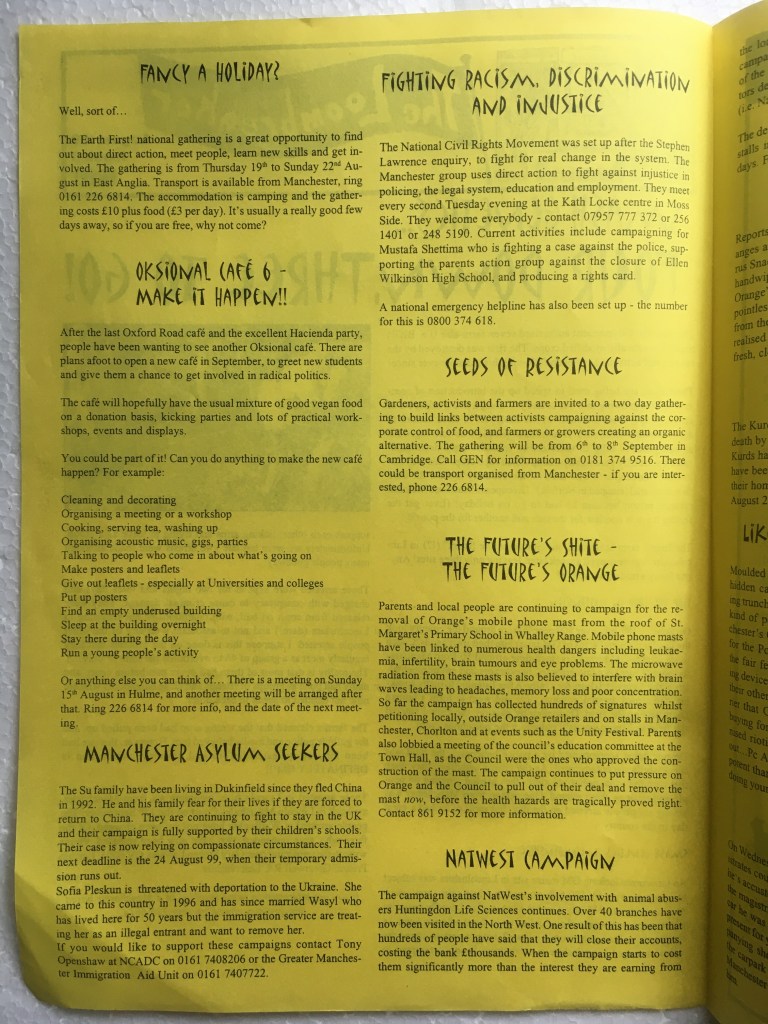 FANCY A HOLIDAY?
Well, sort of…
The Earth First! national gathering is a great opportunity to find
out about direct action, meet people, learn new skills and get in-
volved. The gathering is from Thursday 19th to Sunday 22nd Au-
gust in East Anglia. Transport is available from Manchester, ring
0161 226 6814. The accommodation is camping and the gather-
ing costs £10 plus food (£3 per day). It's usually a really good few
days away, so if you are free, why not come?
OKSIONAL CAFÉ 6 -
MAKE IT HAPPEN!!
After the last Oxford Road café and the excellent Hacienda party,
people have been wanting to see another Oksional café. There are
plans afoot to open a new café in September, to greet new students
and give them a chance to get involved in radical politics.
The café will hopefully have the usual mixture of good vegan food
on a donation basis, kicking parties and lots of practical work-
shops, events and displays.
You could be part of it! Can you do anything to make the new café
happen? For example:
Cleaning and decorating
Organising a meeting or a workshop
Cooking, serving tea, washing up
Organising acoustic music, gigs, parties
Talking to people who come in about what's going on
Make posters and leaflets
Give out leaflets - especially at Universities and colleges
Put up posters
Find an empty underused building
Sleep at the building overnight
Stay there during the day
Run a young people's activity
Or anything else you can think of… There is a meeting on Sunday
15th August in Hulme, and another meeting will be arranged after
that. Ring 226 6814 for more info, and the date of the next meet-
ing.
MANCHESTER ASYLUM SEEKERS
The Su family have been living in Dukinfield since they fled China
in 1992. He and his family fear for their lives if they are forced to
return to China. They are continuing to fight to stay in the UK
and their campaign is fully supported by their children's schools.
Their case is now relying on compassionate circumstances. Their
next deadline is the 24 August 99, when their temporary admis-
sion runs out.
Sofia Pleskun is threatened with deportation to the Ukraine. She
came to this country in 1996 and has since married Wasyl who
has lived here for 50 years but the immigration service are treat-
ing her as an illegal entrant and want to remove her.
If you would like to support these campaigns contact Tony
Openshaw at NCADC on 0161 7408206 or the Greater Manches-
ter Immigration Aid Unit on 0161 7407722.
FIGHTING RACISM, DISCRIMINATION
AND INJUSTICE
The National Civil Rights Movement was set up after the Stephen
Lawrence enquiry, to fight for real change in the system. The
Manchester group uses direct action to fight against injustice in
policing, the legal system, education and employment. They meet
every second Tuesday evening at the Kath Locke centre in Moss
Side. They welcome everybody - contact 07957 777 372 or 256
1401 or 248 5190. Current activities include campaigning for
Mustafa Shettima who is fighting a case against the police, sup-
porting the parents action group against the closure of Ellen
Wilkinson High School, and producing a rights card.
A national emergency helpline has also been set up - the number
for this is 0800 374 618.
SEEDS OF RESISTANCE
Gardeners, activists and farmers are invited to a two day gather-
ing to build links between activists campaigning against the cor-
porate control of food, and farmers or growers creating an organic
alternative. The gathering will be from 6th to 8th September in
Cambridge. Call GEN for information on 0181 374 9516. There
could be transport organised from Manchester - if you are inter-
ested, phone 226 6814.
THE FUTURE'S SHITE -
THE FUTURE'S ORANGE
Parents and local people are continuing to campaign for the re-
moval of Orange's mobile phone mast from the roof of St.
Margaret's Primary School in Whalley Range. Mobile phone masts
have been linked to numerous health dangers including leukae-
mia, infertility, brain tumours and eye problems. The microwave
radiation from these masts is also believed to interfere with brain
waves leading to headaches, memory loss and poor concentration.
So far the campaign has collected hundreds of signatures whilst
petitioning locally, outside Orange retailers and on stalls in Man-
chester, Chorlton and at events such as the Unity Festival. Parents
also lobbied a meeting of the council's education committee at the
Town Hall, as the Council were the ones who approved the con-
struction of the mast. The campaign continues to put pressure on
Orange and the Council to pull out of their deal and remove the
mast now, before the health hazards are tragically proved right.
Contact 861 9152 for more information.
NATWEST CAMPAIGN
The campaign against NatWest's involvement with animal abus-
ers Huntingdon Life Sciences continues. Over 40 branches have
now been visited in the North West. One result of this has been that
hundreds of people have said that they will close their accounts,
costing the bank £thousands. When the campaign starts to cost
them significantly more than the interest they are earning from